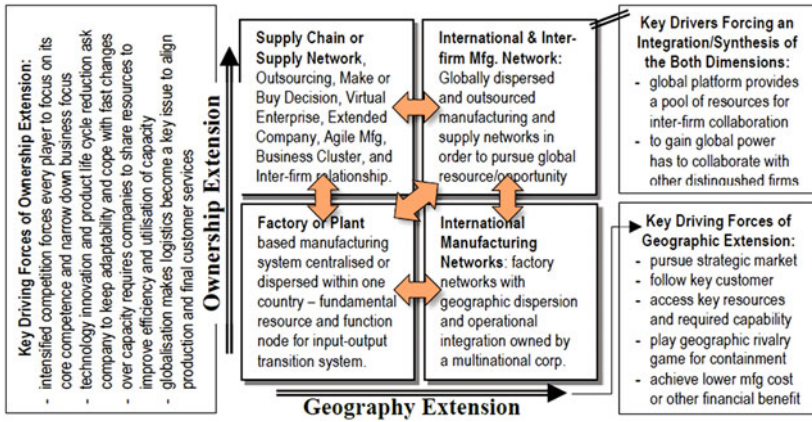 Key Driving Forces of Ownership Extension:
- intensified competition forces every player to focus on its
core competence and narrow down business focus
- technology innovation and product life cycle reduction ask
company to keep adaptability and cope with fast changes
- over capacity requires companies to share resources to
improve efficiency and utilisation of capacity
- globalisation makes logistics become a key issue to align
production and final customer services
Ownership Extension
Supply Chain or
Supply Network,
Outsourcing, Make or
Buy Decision, Virtual
Enterprise, Extended
Company, Agile Mfg,
Business Cluster, and
Inter-firm relationship.
International & Inter-
firm Mfg. Network:
Globally dispersed
and outsourced
manufacturing and
supply networks in
order to pursue global
resource/opportunity
Key Drivers Forcing an
Integration/Synthesis of
the Both Dimensions:
- global platform provides
a pool of resources for
inter-firm collaboration
- to gain global power
has to collaborate with
other distingushed firms
Factory or Plant
based manufacturing
system centralised or
dispersed within one
country – fundamental
resource and function
node for input-output
transition system.
International
Manufacturing
Networks: factory
networks with
geographic dispersion
and operational
integration owned by
a multinational corp.
Key Driving Forces of
Geographic Extension:
- pursue strategic market
- follow key customer
- access key resources
and required capability
- play geographic rivalry
game for containment
- achieve lower mfg cost
or other financial benefit
Geography Extension